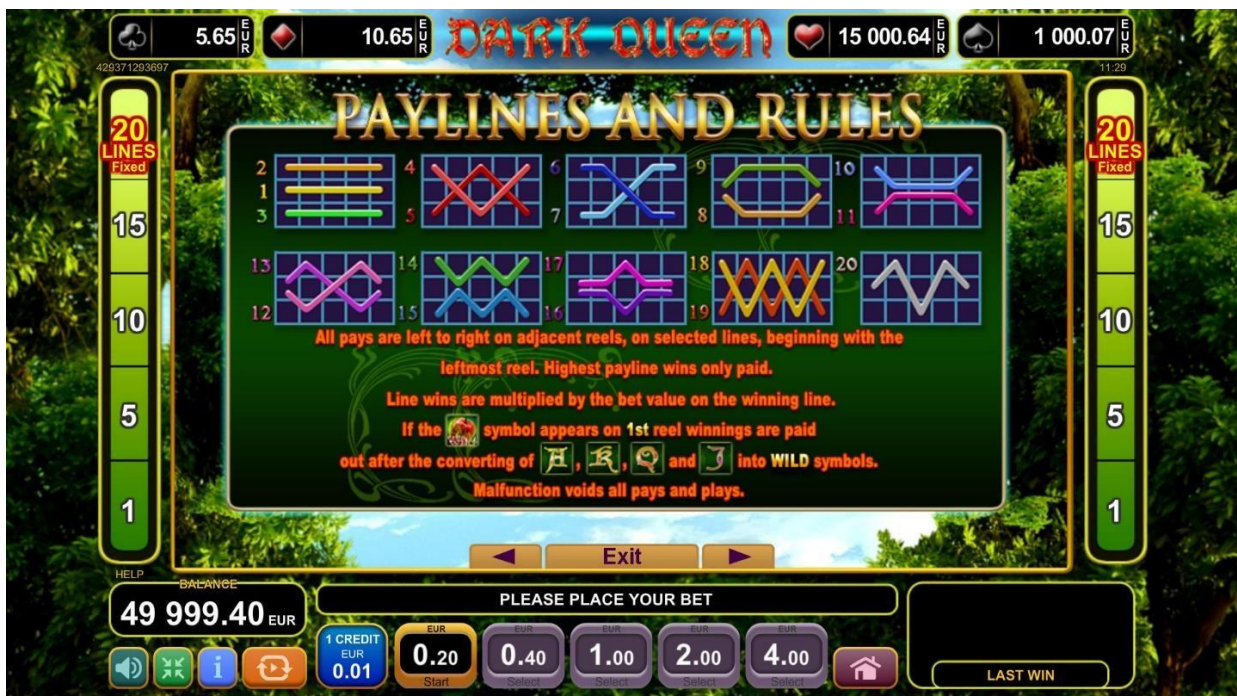 5.65 EUR
10.65 EUR
DARK QUEEN
15 000.64 EUR
1 000.07 EUR
429371293697
11:29
PAYLINES AND RULES
20
LINES
Fixed
15
10
5
1
2 4 6 9 10
1
3 5 7 8 11
13 14 17 18 20
12 15 16 19
All pays are left to right on adjacent reels, on selected lines, beginning with the
leftmost reel. Highest payline wins only paid.
Line wins are multiplied by the bet value on the winning line.
If the symbol appears on 1st reel winnings are paid
out after the converting of A, K, Q and J into WILD symbols.
Malfunction voids all pays and plays.
20
LINES
Fixed
15
10
5
1
Exit
HELP
BALANCE
49 999.40 EUR
PLEASE PLACE YOUR BET
1 CREDIT
EUR
0.01
EUR
0.20
Start
EUR
0.40
Select
EUR
1.00
Select
EUR
2.00
Select
EUR
4.00
Select
i
LAST WIN